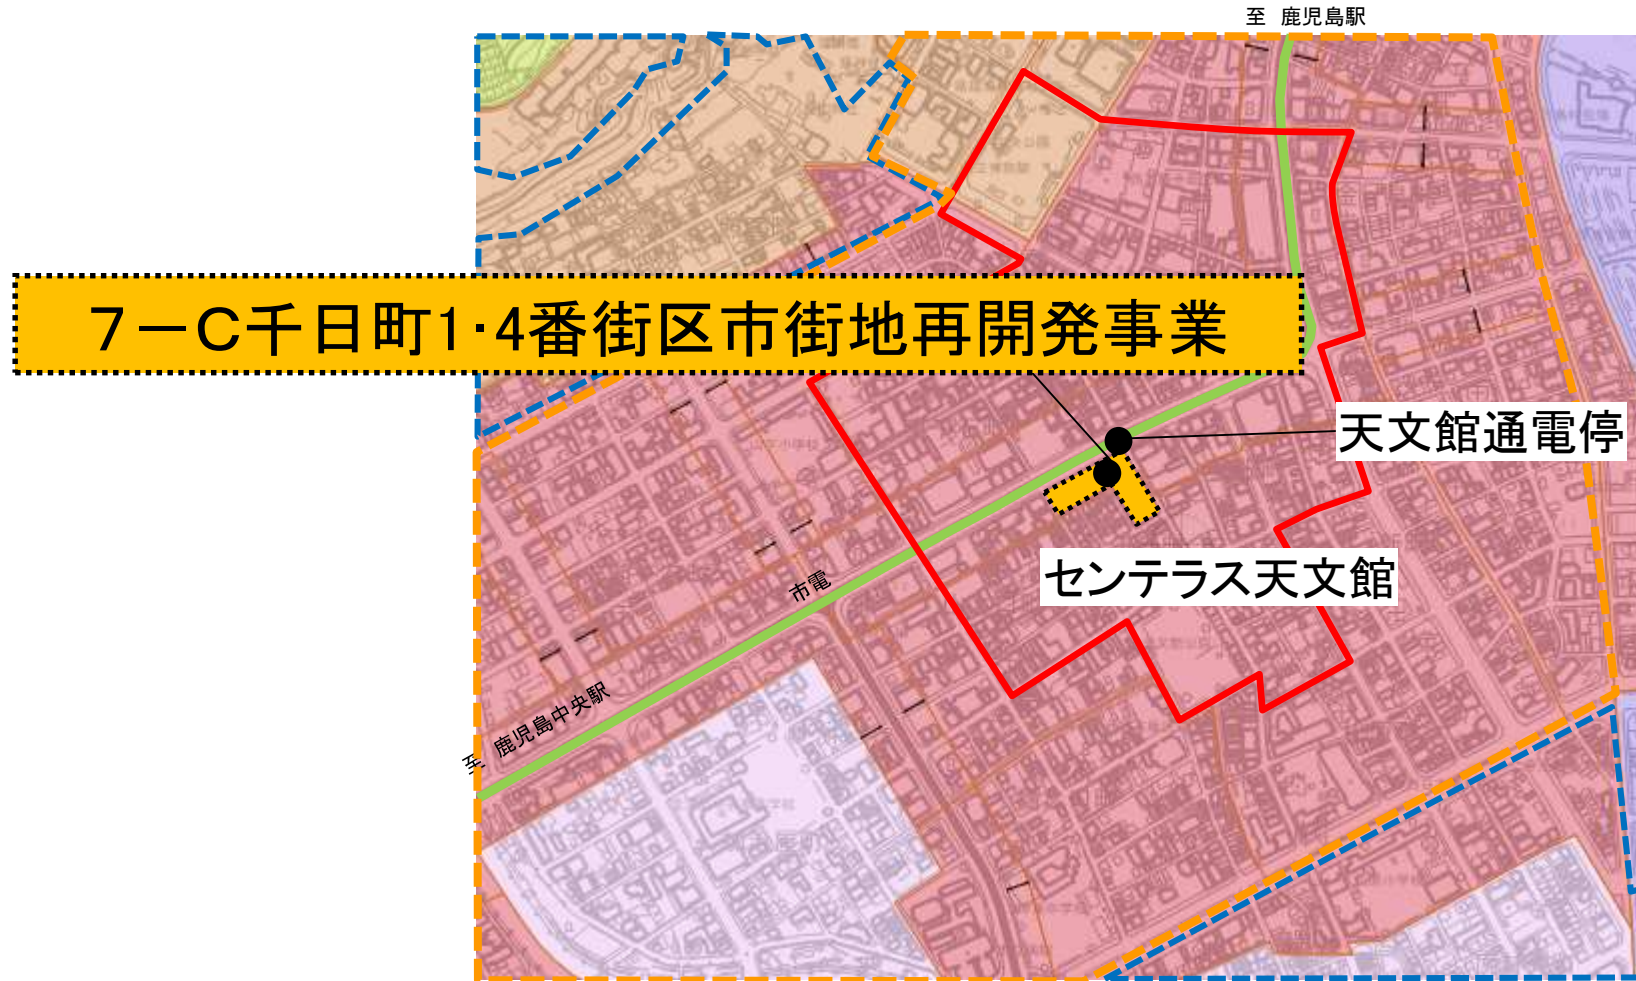 至 鹿児島駅
7－C千日町1・4番街区市街地再開発事業
天文館通電停
センテラス天文館
市電
至 鹿児島中央駅